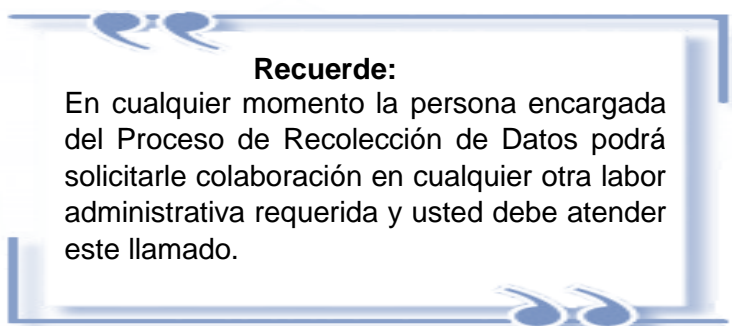 Recuerde:
En cualquier momento la persona encargada
del Proceso de Recolección de Datos podrá
solicitarle colaboración en cualquier otra labor
administrativa requerida y usted debe atender
este llamado.